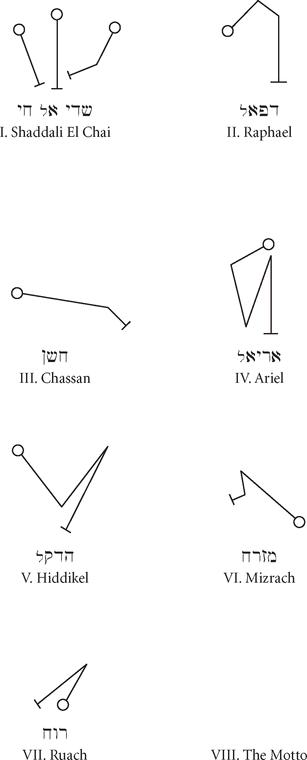 שדי אל חי
I. Shaddali El Chai
דפאל
II. Raphael
חשן
III. Chassan
אריאל
IV. Ariel
הדקל
V. Hiddikel
מזרח
VI. Mizrach
רוח
VII. Ruach
VIII. The Motto